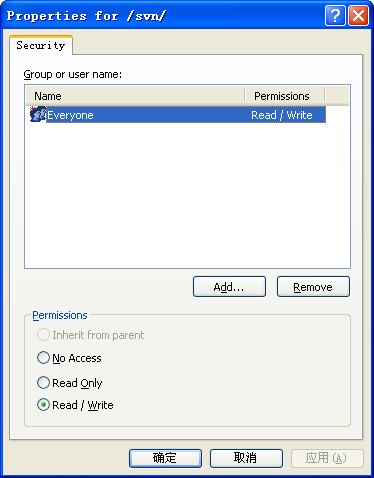 Properties for /svn/
Security
Group or user name:
Name Permissions
Everyone Read / Write
Add... Remove
Permissions
Inherit from parent
No Access
Read Only
Read / Write
确定 取消 应用(A)